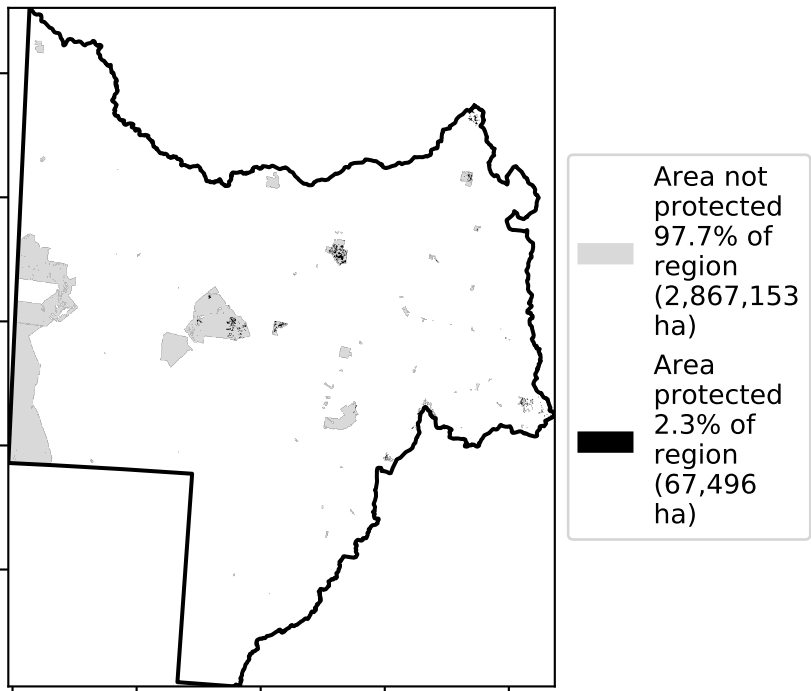 Area not
protected
97.7% of
region
(2,867,153
ha)
Area
protected
2.3% of
region
(67,496
ha)